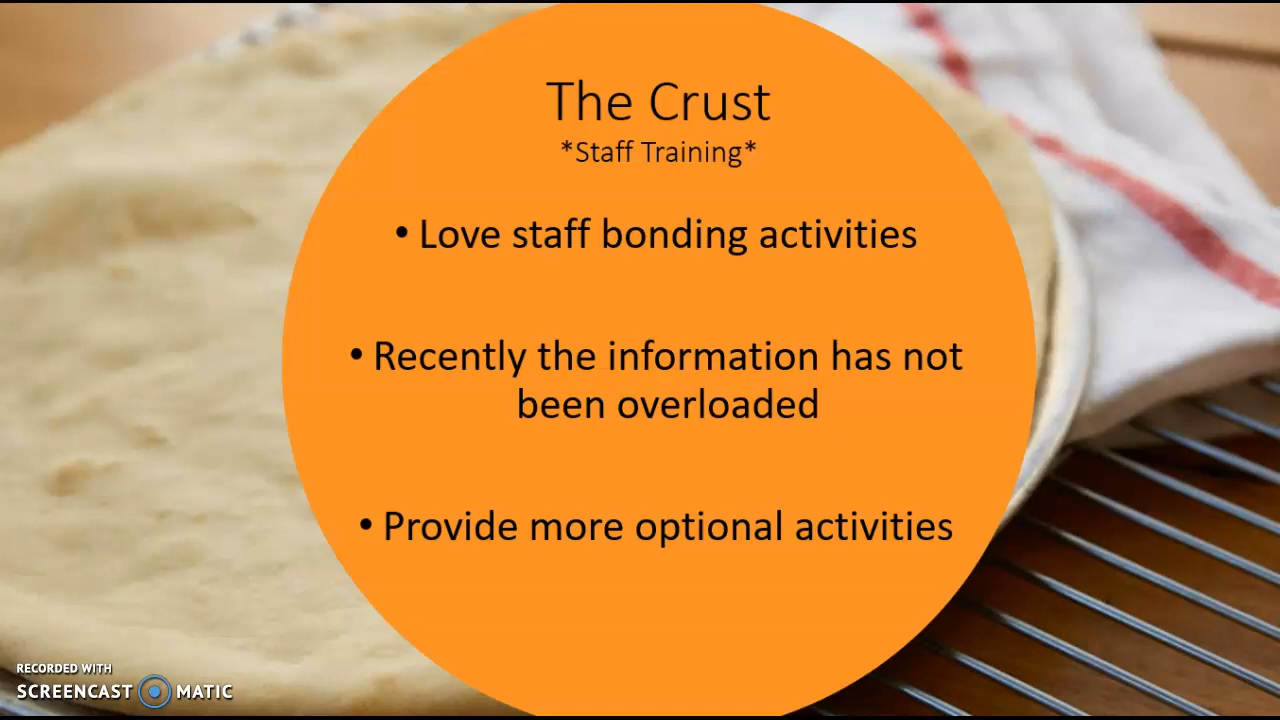 The Crust
*Staff Training*
• Love staff bonding activities
• Recently the information has not
been overloaded
• Provide more optional activities
RECORDED WITH
SCREENCAST MATIC